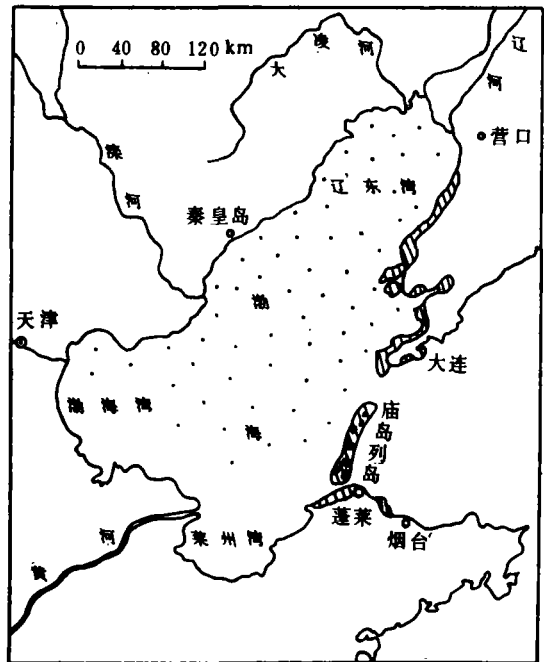 0 40 80 120 km
大凌河
辽河
营口
滦河
辽东湾
秦皇岛
渤海
天津
大连
渤海湾
庙岛列岛
蓬莱
烟台
莱州湾
黄河